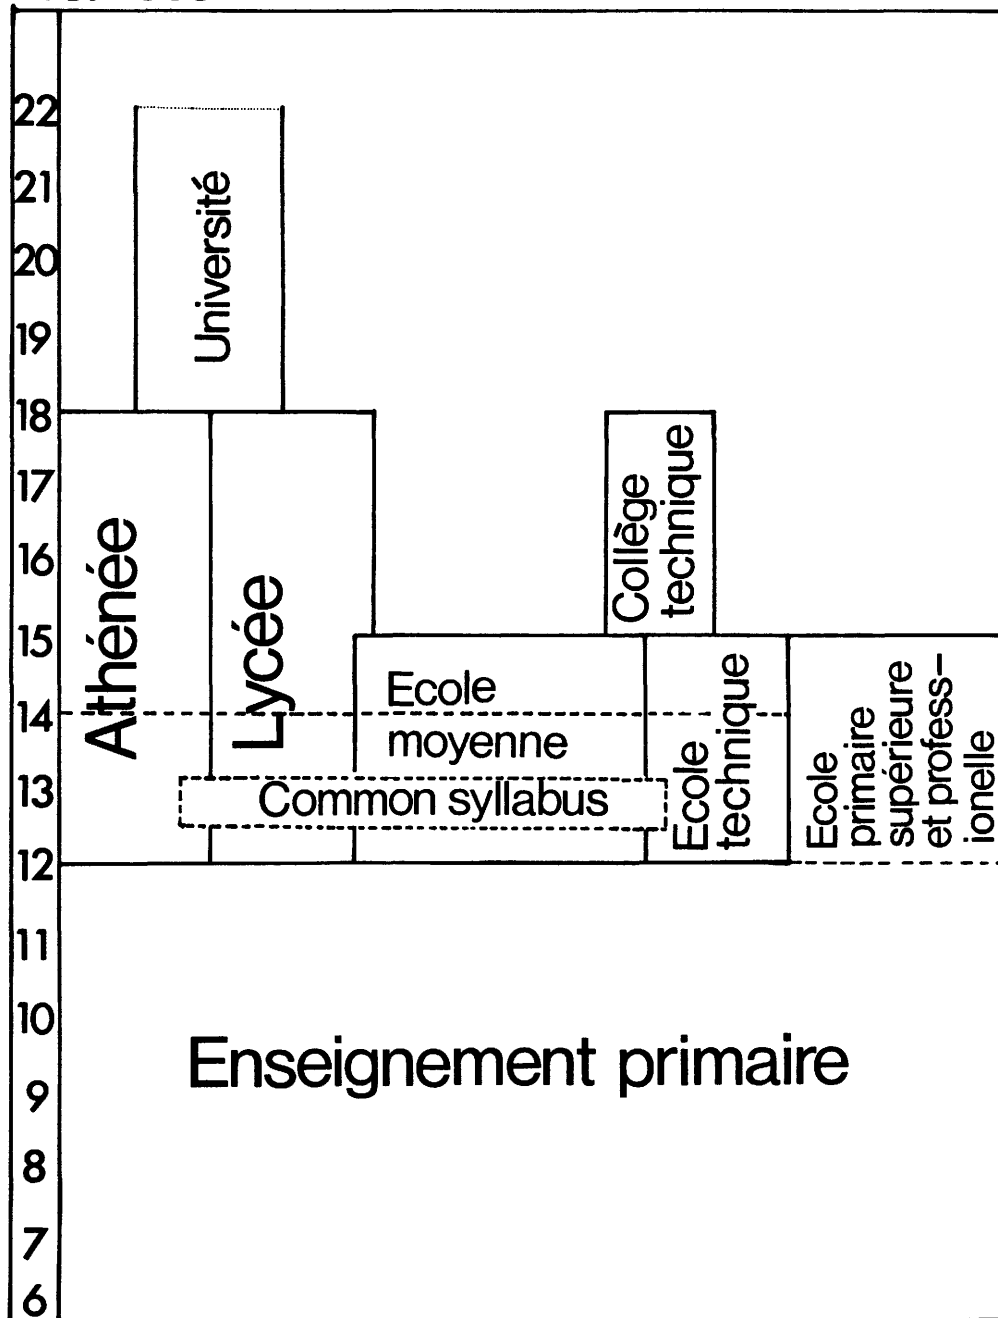 22
21
20
19
18
17
16
15
14
13
12
11
10
9
8
7
6
Université
Athénée
Lycée
Collège
technique
Ecole
moyenne
Common syllabus
Ecole
technique
Ecole
primaire
supérieure
et profess-
ionelle
Enseignement primaire